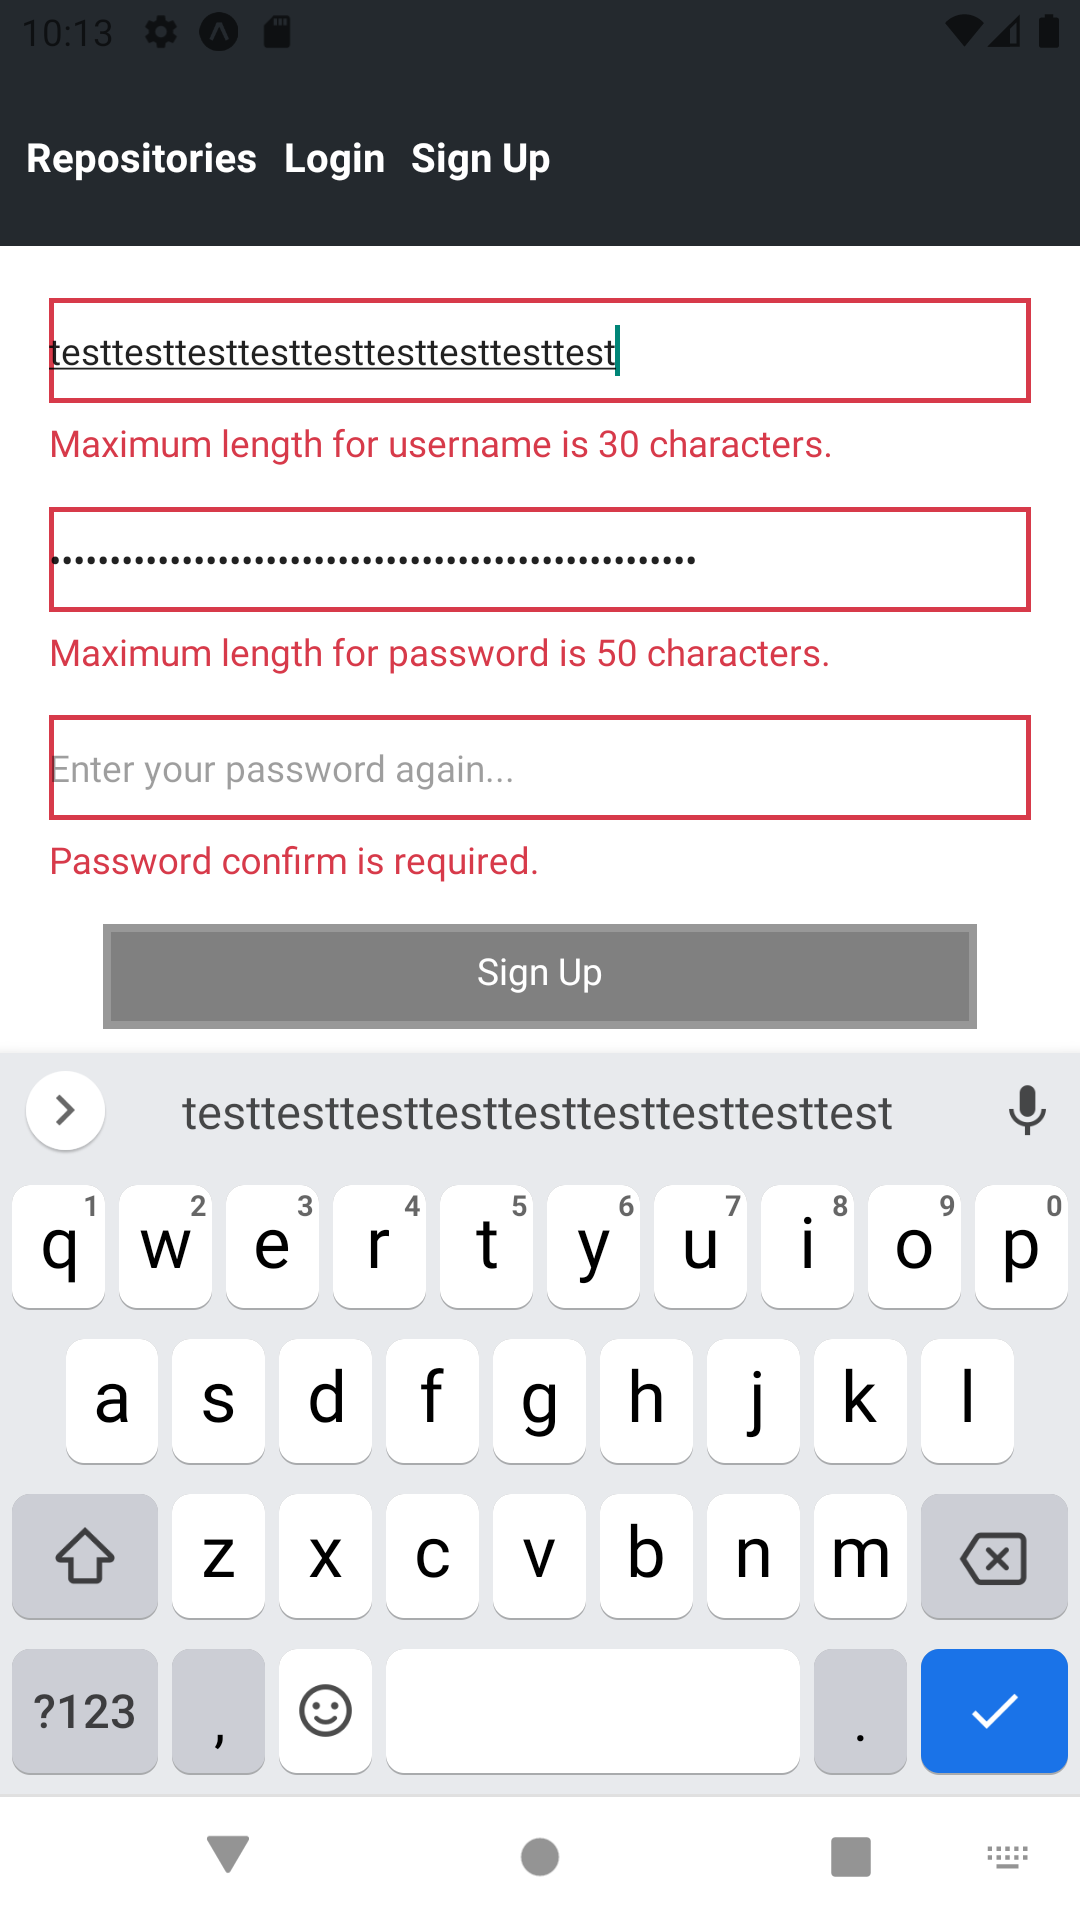 10:13
Repositories Login Sign Up
testtesttesttesttesttesttesttesttest
Maximum length for username is 30 characters.
Maximum length for password is 50 characters.
Enter your password again...
Password confirm is required.
Sign Up
testtesttesttesttesttesttesttesttest
1 2 3 4 5 6 7 8 9 0
q w e r t y u i o p
a s d f g h j k l
z x c v b n m
?123 , .